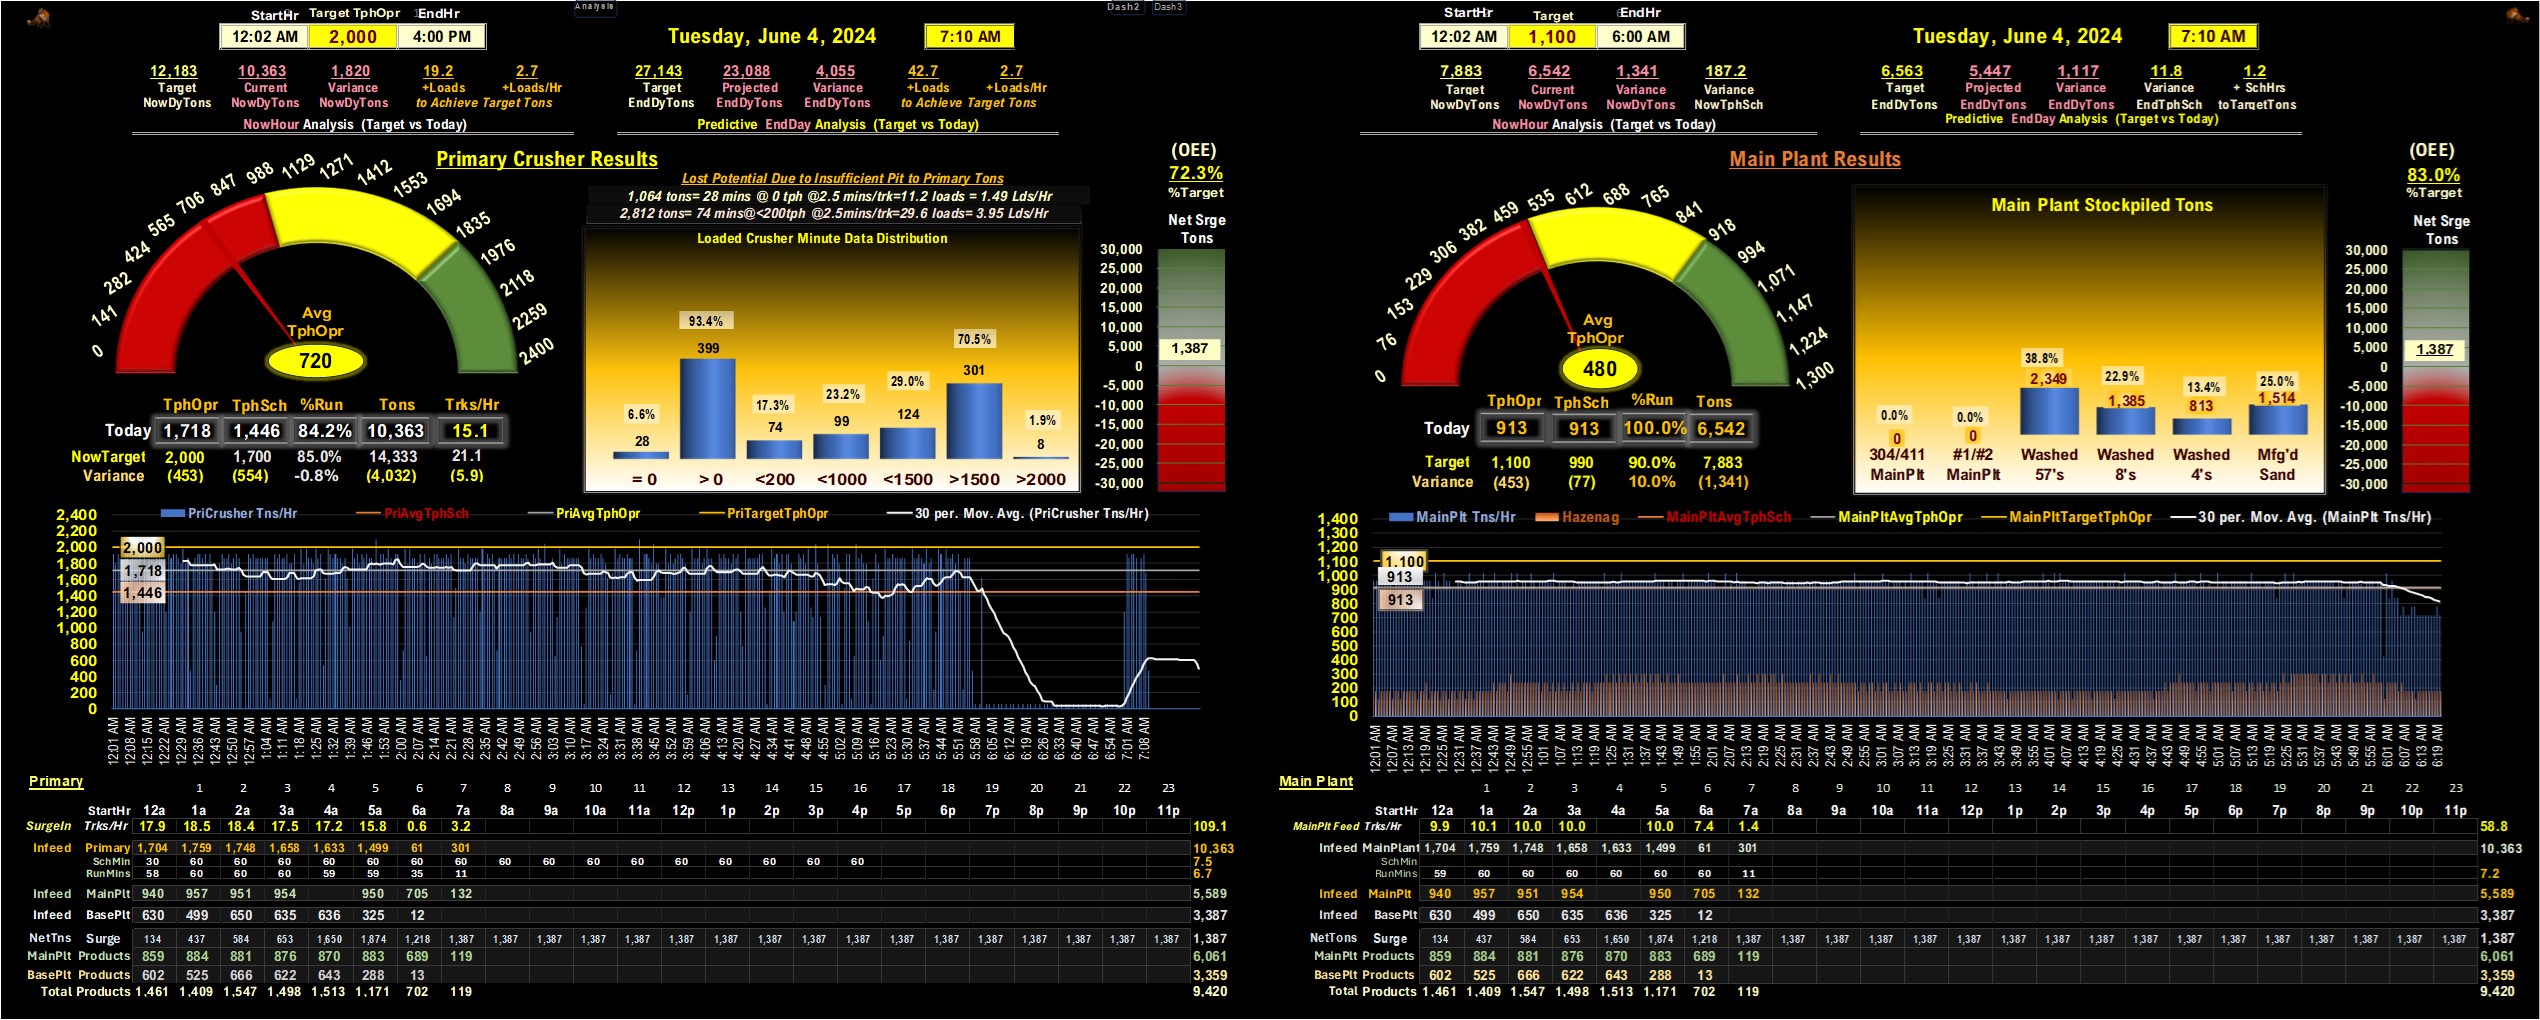 Analysis Dash2 Dash3
StartHr Target TphOpr EndHr
12:02 AM 2,000 4:00 PM
Tuesday, June 4, 2024 7:10 AM
12,183 10,363 1,820 19.2 2.7
Target Current Variance +Loads +Loads/Hr
NowDyTons NowDyTons NowDyTons to Achieve Target Tons
NowHour Analysis (Target vs Today)
27,143 23,088 4,055 42.7 2.7
Target Projected Variance +Loads +Loads/Hr
EndDyTons EndDyTons EndDyTons to Achieve Target Tons
Predictive EndDay Analysis (Target vs Today)
Primary Crusher Results
0 141 282 424 565 706 847 988 1129 1271 1412 1553 1694 1835 1976 2118 2259 2400
Avg
TphOpr
720
Lost Potential Due to Insufficient Pit to Primary Tons
1,064 tons= 28 mins @ 0 tph @2.5 mins/trk=11.2 loads = 1.49 Lds/Hr
2,812 tons= 74 mins@<200tph @2.5mins/trk=29.6 loads= 3.95 Lds/Hr
Loaded Crusher Minute Data Distribution
6.6% 93.4% 17.3% 23.2% 29.0% 70.5% 1.9%
28 399 74 99 124 301 8
= 0 > 0 <200 <1000 <1500 >1500 >2000
(OEE)
72.3%
%Target
Net Srge
Tons
30,000
25,000
20,000
15,000
10,000
5,000
0
-5,000
-10,000
-15,000
-20,000
-25,000
-30,000
1,387
TphOpr TphSch %Run Tons Trks/Hr
Today 1,718 1,446 84.2% 10,363 15.1
NowTarget 2,000 1,700 85.0% 14,333 21.1
Variance (453) (554) -0.8% (4,032) (5.9)
PriCrusher Tns/Hr PriAvgTphSch PriAvgTphOpr PriTargetTphOpr 30 per. Mov. Avg. (PriCrusher Tns/Hr)
2,400
2,200
2,000
1,800
1,600
1,400
1,200
1,000
800
600
400
200
0
2,000
1,718
1,446
12:01 AM 12:08 AM 12:15 AM 12:22 AM 12:29 AM 12:36 AM 12:43 AM 12:50 AM 12:57 AM 1:04 AM 1:11 AM 1:18 AM 1:25 AM 1:32 AM 1:39 AM 1:46 AM 1:53 AM 2:00 AM 2:07 AM 2:14 AM 2:21 AM 2:28 AM 2:35 AM 2:42 AM 2:49 AM 2:56 AM 3:03 AM 3:10 AM 3:17 AM 3:24 AM 3:31 AM 3:38 AM 3:45 AM 3:52 AM 3:59 AM 4:06 AM 4:13 AM 4:20 AM 4:27 AM 4:34 AM 4:41 AM 4:48 AM 4:55 AM 5:02 AM 5:09 AM 5:16 AM 5:23 AM 5:30 AM 5:37 AM 5:44 AM 5:51 AM 5:58 AM 6:05 AM 6:12 AM 6:19 AM 6:26 AM 6:33 AM 6:40 AM 6:47 AM 6:54 AM 7:01 AM 7:08 AM
Primary 1 2 3 4 5 6 7 8 9 10 11 12 13 14 15 16 17 18 19 20 21 22 23
StartHr 12a 1a 2a 3a 4a 5a 6a 7a 8a 9a 10a 11a 12p 1p 2p 3p 4p 5p 6p 7p 8p 9p 10p 11p
SurgeIn Trks/Hr 17.9 18.5 18.4 17.5 17.2 15.8 0.6 3.2 109.1
Infeed Primary 1,704 1,759 1,748 1,658 1,633 1,499 61 301 10,363
SchMin 30 60 60 60 60 60 60 60 60 60 60 60 60 60 60 60 60 7.5
RunMins 58 60 60 60 59 59 35 11 6.7
Infeed MainPlt 940 957 951 954 950 705 132 5,589
Infeed BasePlt 630 499 650 635 636 325 12 3,387
NetTns Surge 134 437 584 653 1,650 1,874 1,218 1,387 1,387 1,387 1,387 1,387 1,387 1,387 1,387 1,387 1,387 1,387 1,387 1,387 1,387 1,387 1,387 1,387 1,387
MainPlt Products 859 884 881 876 870 883 689 119 6,061
BasePlt Products 602 525 666 622 643 288 13 3,359
Total Products 1,461 1,409 1,547 1,498 1,513 1,171 702 119 9,420
StartHr Target EndHr
12:02 AM 1,100 6:00 AM
Tuesday, June 4, 2024 7:10 AM
7,883 6,542 1,341 187.2
Target Current Variance Variance
NowDyTons NowDyTons NowDyTons NowTphSch
NowHour Analysis (Target vs Today)
6,563 5,447 1,117 11.8 1.2
Target Projected Variance Variance + SchHrs
EndDyTons EndDyTons EndDyTons EndTphSch toTargetTons
Predictive EndDay Analysis (Target vs Today)
Main Plant Results
0 76 153 229 306 382 459 535 612 688 765 841 918 994 1,071 1,147 1,224 1,300
Avg
TphOpr
480
Main Plant Stockpiled Tons
0.0% 0.0% 38.8% 22.9% 13.4% 25.0%
0 0 2,349 1,385 813 1,514
304/411 #1/#2 Washed Washed Washed Mfg'd
MainPlt MainPlt 57's 8's 4's Sand
(OEE)
83.0%
%Target
Net Srge
Tons
30,000
25,000
20,000
15,000
10,000
5,000
0
-5,000
-10,000
-15,000
-20,000
-25,000
-30,000
1,387
TphOpr TphSch %Run Tons
Today 913 913 100.0% 6,542
Target 1,100 990 90.0% 7,883
Variance (453) (77) 10.0% (1,341)
MainPlt Tns/Hr Hazenag MainPltAvgTphSch MainPltAvgTphOpr MainPltTargetTphOpr 30 per. Mov. Avg. (MainPlt Tns/Hr)
1,400
1,300
1,200
1,100
1,000
900
800
700
600
500
400
300
200
100
0
1,100
913
913
12:01 AM 12:07 AM 12:13 AM 12:19 AM 12:25 AM 12:31 AM 12:37 AM 12:43 AM 12:49 AM 12:55 AM 1:01 AM 1:07 AM 1:13 AM 1:19 AM 1:25 AM 1:31 AM 1:37 AM 1:43 AM 1:49 AM 1:55 AM 2:01 AM 2:07 AM 2:13 AM 2:19 AM 2:25 AM 2:31 AM 2:37 AM 2:43 AM 2:49 AM 2:55 AM 3:01 AM 3:07 AM 3:13 AM 3:19 AM 3:25 AM 3:31 AM 3:37 AM 3:43 AM 3:49 AM 3:55 AM 4:01 AM 4:07 AM 4:13 AM 4:19 AM 4:25 AM 4:31 AM 4:37 AM 4:43 AM 4:49 AM 4:55 AM 5:01 AM 5:07 AM 5:13 AM 5:19 AM 5:25 AM 5:31 AM 5:37 AM 5:43 AM 5:49 AM 5:55 AM 6:01 AM 6:07 AM 6:13 AM 6:19 AM
Main Plant 1 2 3 4 5 6 7 8 9 10 11 12 13 14 15 16 17 18 19 20 21 22 23
StartHr 12a 1a 2a 3a 4a 5a 6a 7a 8a 9a 10a 11a 12p 1p 2p 3p 4p 5p 6p 7p 8p 9p 10p 11p
MainPlt Feed Trks/Hr 9.9 10.1 10.0 10.0 10.0 7.4 1.4 58.8
Infeed MainPlant 1,704 1,759 1,748 1,658 1,633 1,499 61 301 10,363
SchMin
RunMins 59 60 60 60 60 60 60 11 7.2
Infeed MainPlt 940 957 951 954 950 705 132 5,589
Infeed BasePlt 630 499 650 635 636 325 12 3,387
NetTons Surge 134 437 584 653 1,650 1,874 1,218 1,387 1,387 1,387 1,387 1,387 1,387 1,387 1,387 1,387 1,387 1,387 1,387 1,387 1,387 1,387 1,387 1,387 1,387
MainPlt Products 859 884 881 876 870 883 689 119 6,061
BasePlt Products 602 525 666 622 643 288 13 3,359
Total Products 1,461 1,409 1,547 1,498 1,513 1,171 702 119 9,420